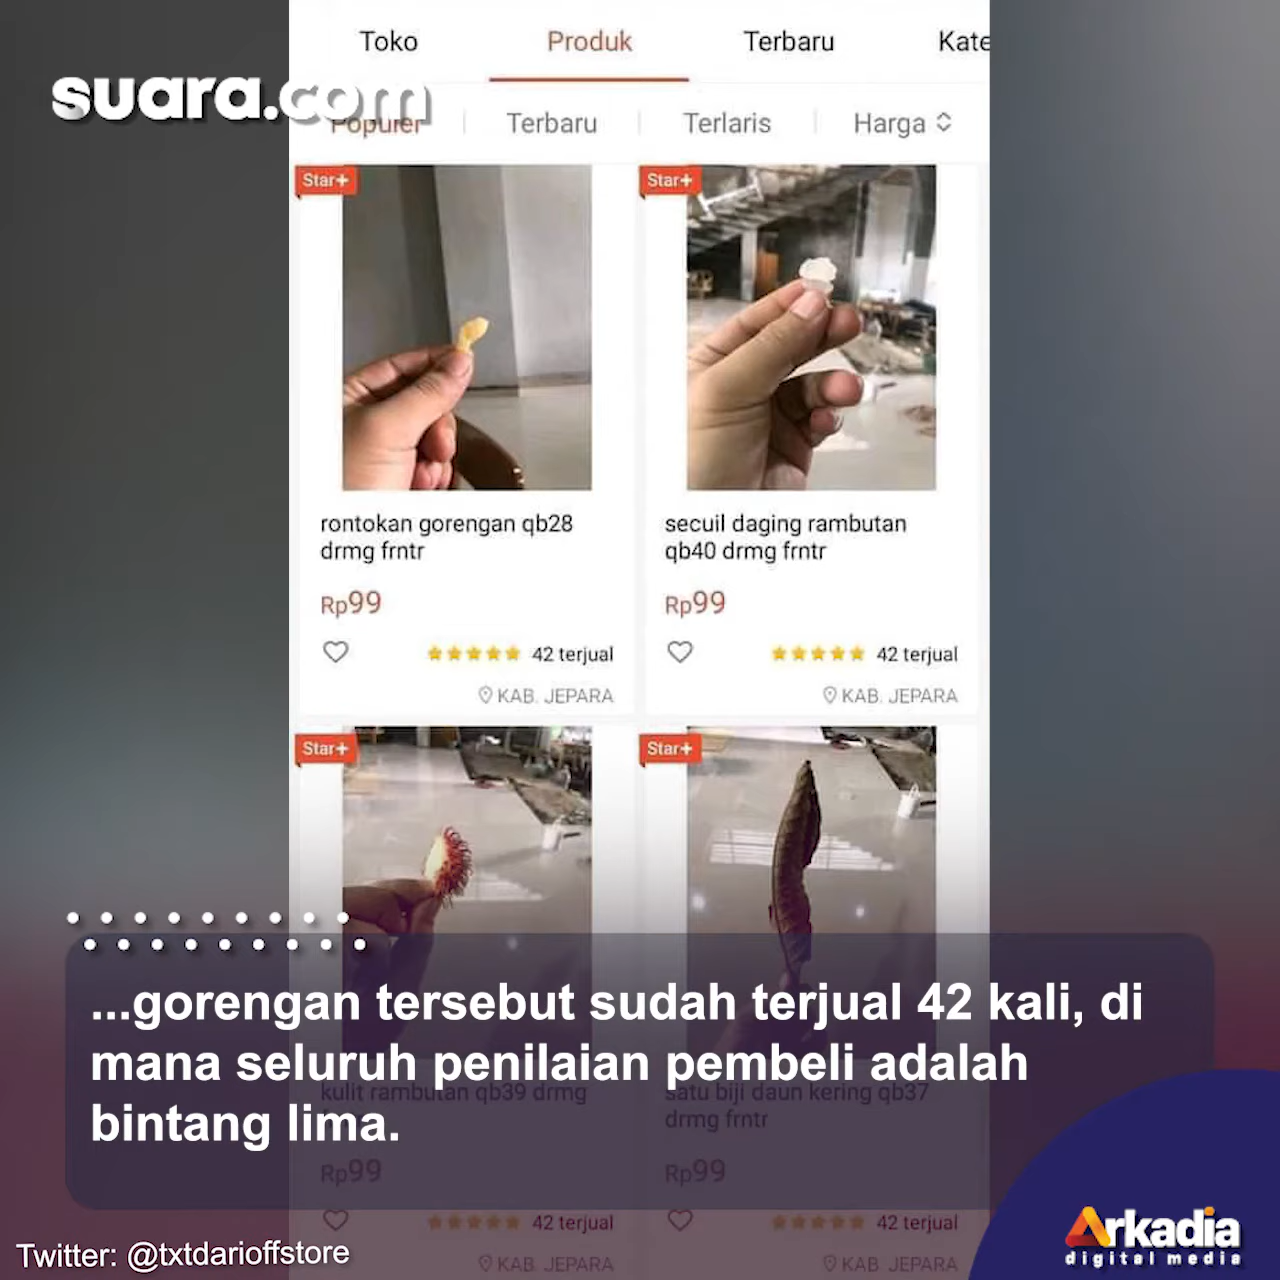 Toko Produk Terbaru Kate
suara.com
Populer Terbaru Terlaris Harga
Star+ Star+
rontokan gorengan qb28
drmg frntr
Rp99
42 terjual
KAB. JEPARA
secuil daging rambutan
qb40 drmg frntr
Rp99
42 terjual
KAB. JEPARA
Star+ Star+
...gorengan tersebut sudah terjual 42 kali, di
mana seluruh penilaian pembeli adalah
bintang lima.
kulit rambutan qb39 drmg
Rp99
42 terjual
KAB. JEPARA
satu biji daun kering qb37
drmg frntr
Rp99
42 terjual
KAB. JEPARA
Twitter: @txtdarioffstore
Arkadia
digital media